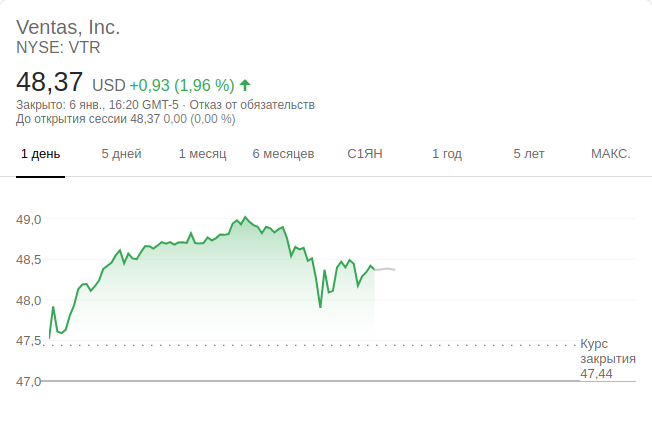 Ventas, Inc.
NYSE: VTR
48,37 USD +0,93 (1,96 %)
Закрыто: 6 янв., 16:20 GMT-5 · Отказ от обязательств
До открытия сессии 48,37 0,00 (0,00 %)
1 день 5 дней 1 месяц 6 месяцев С1ЯН 1 год 5 лет МАКС.
49,0
48,5
48,0
47,5
Курс
закрытия
47,44
47,0